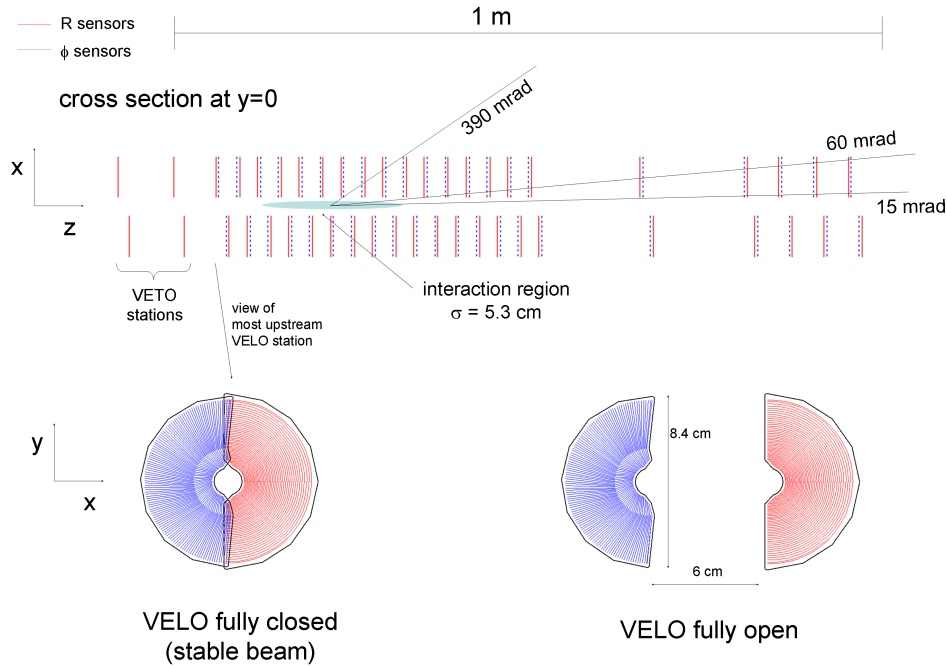 R sensors
ϕ sensors
1 m
cross section at y=0
390 mrad
60 mrad
15 mrad
x
z
VETO
stations
view of
most upstream
VELO station
interaction region
σ = 5.3 cm
y
x
8.4 cm
6 cm
VELO fully closed
(stable beam)
VELO fully open